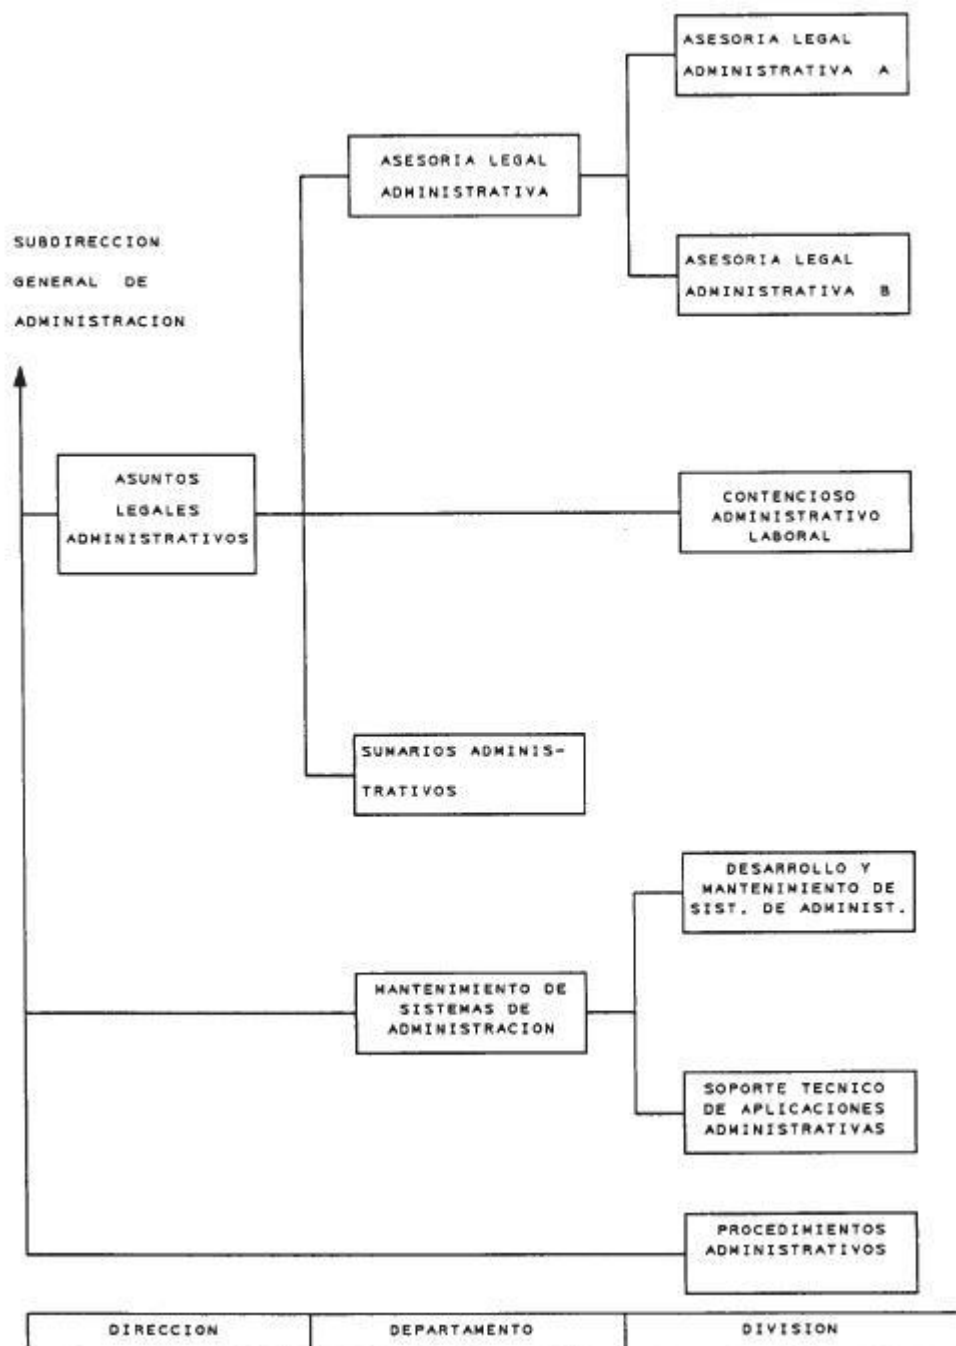 ASESORIA LEGAL
ADMINISTRATIVA A
ASESORIA LEGAL
ADMINISTRATIVA
SUBDIRECCION
GENERAL DE
ADMINISTRACION
ASESORIA LEGAL
ADMINISTRATIVA B
ASUNTOS
LEGALES
ADMINISTRATIVOS
CONTENCIOSO
ADMINISTRATIVO
LABORAL
SUMARIOS ADMINIS-
TRATIVOS
DESARROLLO Y
MANTENIMIENTO DE
SIST. DE ADMINIST.
MANTENIMIENTO DE
SISTEMAS DE
ADMINISTRACION
SOPORTE TECNICO
DE APLICACIONES
ADMINISTRATIVAS
PROCEDIMIENTOS
ADMINISTRATIVOS
DIRECCION DEPARTAMENTO DIVISION